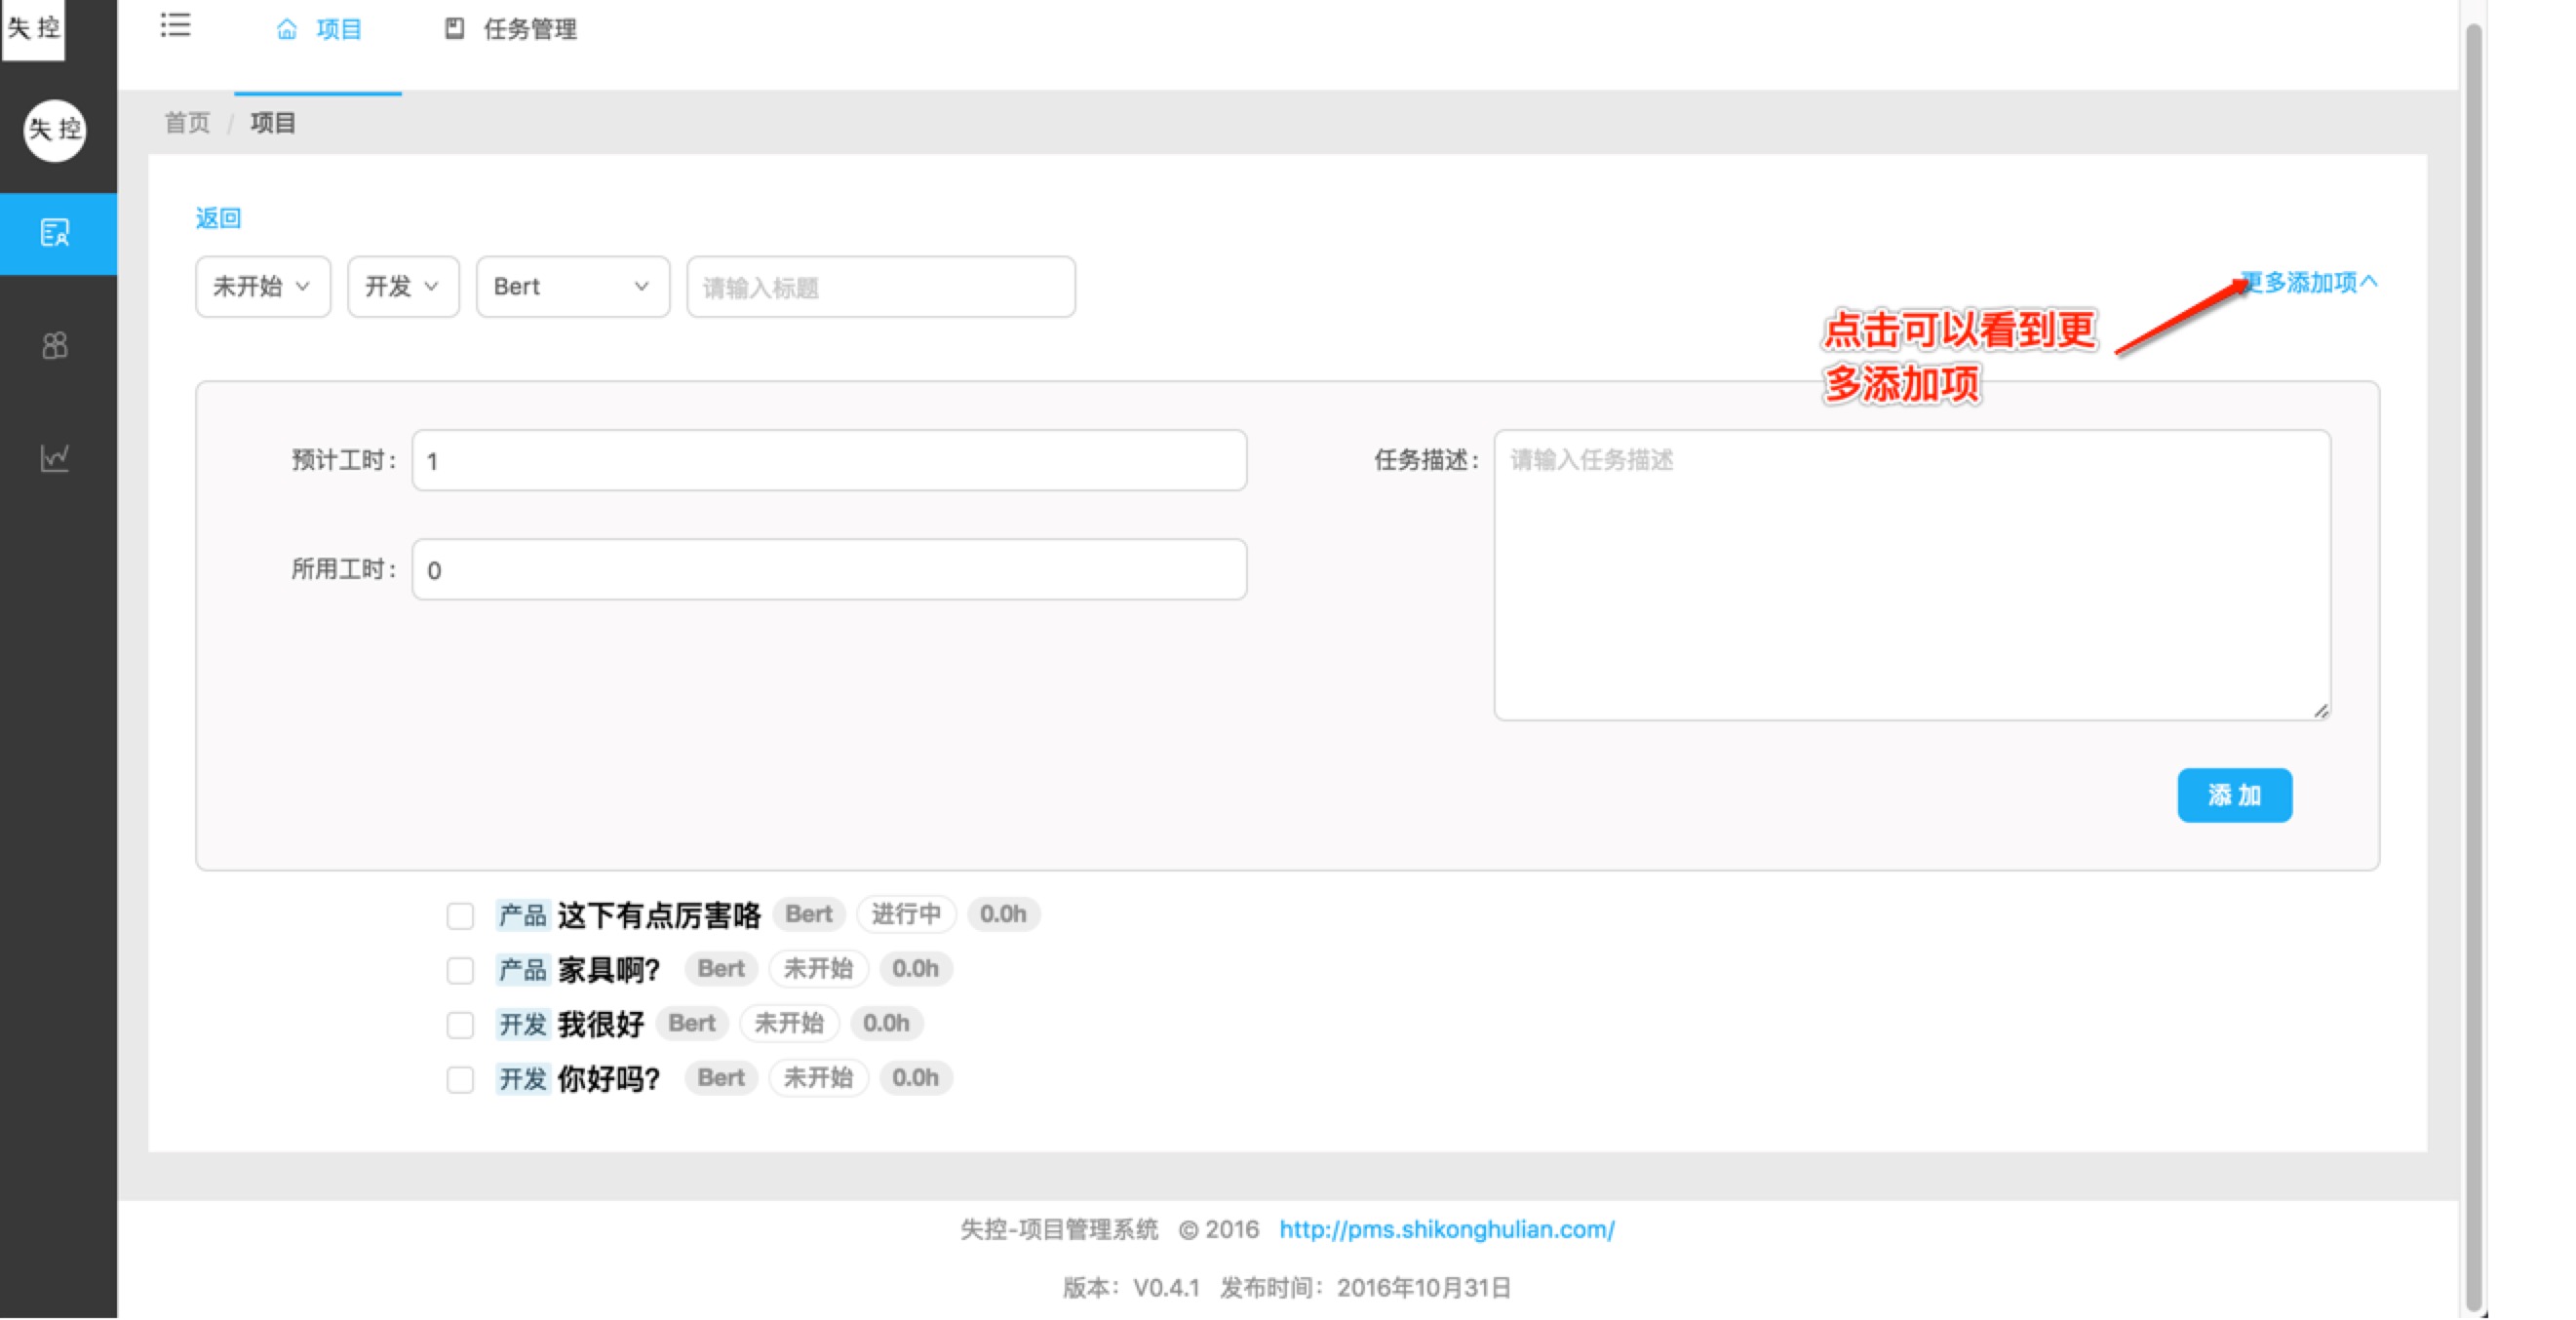 失 控
项目
任务管理
失 控
首页 / 项目
返回
未开始
开发
Bert
请输入标题
更多添加项
点击可以看到更
多添加项
预计工时：
1
任务描述：
请输入任务描述
所用工时：
0
添 加
产品 这下有点厉害咯 Bert 进行中 0.0h
产品 家具啊？ Bert 未开始 0.0h
开发 我很好 Bert 未开始 0.0h
开发 你好吗？ Bert 未开始 0.0h
失控-项目管理系统 © 2016 http://pms.shikonghulian.com/
版本：V0.4.1 发布时间：2016年10月31日